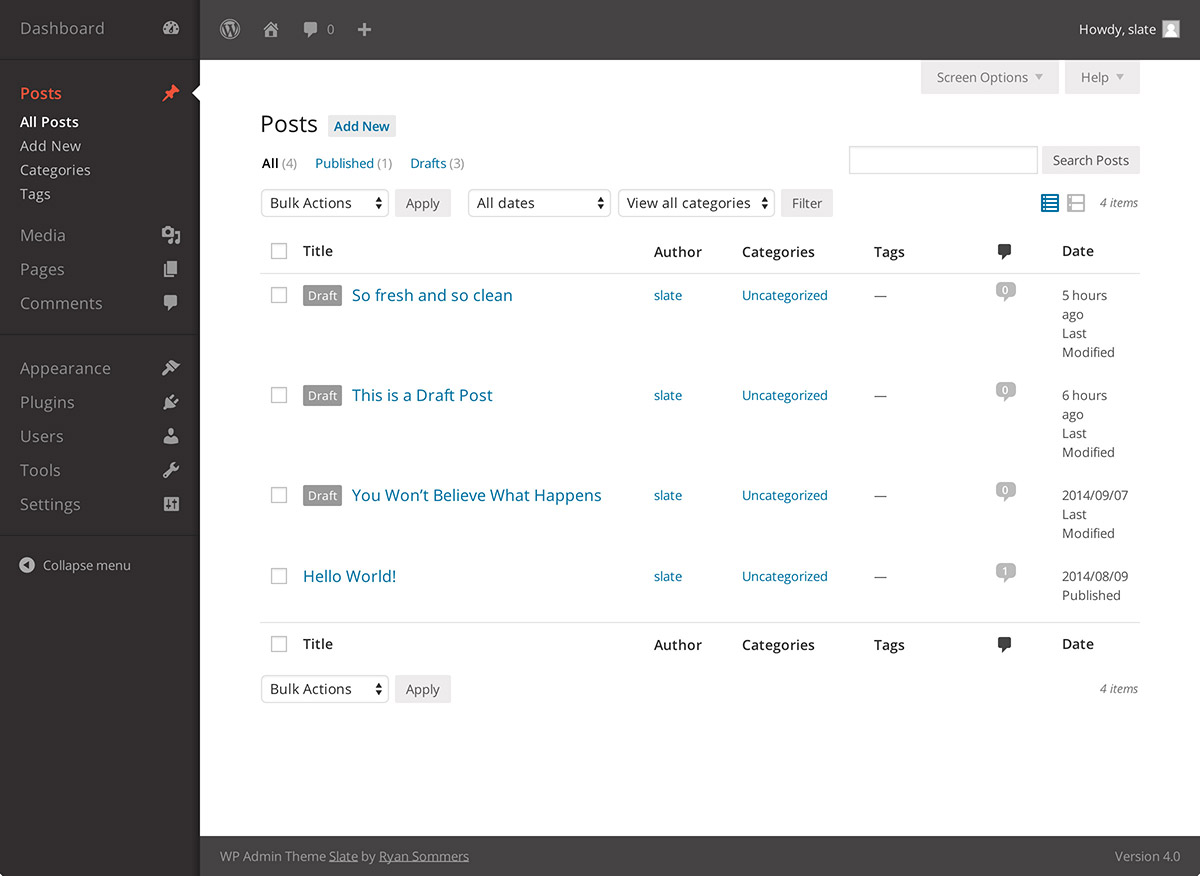 Dashboard
0
Howdy, slate
Posts
All Posts
Add New
Categories
Tags
Media
Pages
Comments
Appearance
Plugins
Users
Tools
Settings
Collapse menu
Screen Options
Help
Posts Add New
All (4) Published (1) Drafts (3)
Search Posts
Bulk Actions Apply All dates View all categories Filter 4 items
Title Author Categories Tags Date
Draft So fresh and so clean slate Uncategorized — 0 5 hours
ago
Last
Modified
Draft This is a Draft Post slate Uncategorized — 0 6 hours
ago
Last
Modified
Draft You Won’t Believe What Happens slate Uncategorized — 0 2014/09/07
Last
Modified
Hello World! slate Uncategorized — 1 2014/08/09
Published
Title Author Categories Tags Date
Bulk Actions Apply 4 items
WP Admin Theme Slate by Ryan Sommers Version 4.0